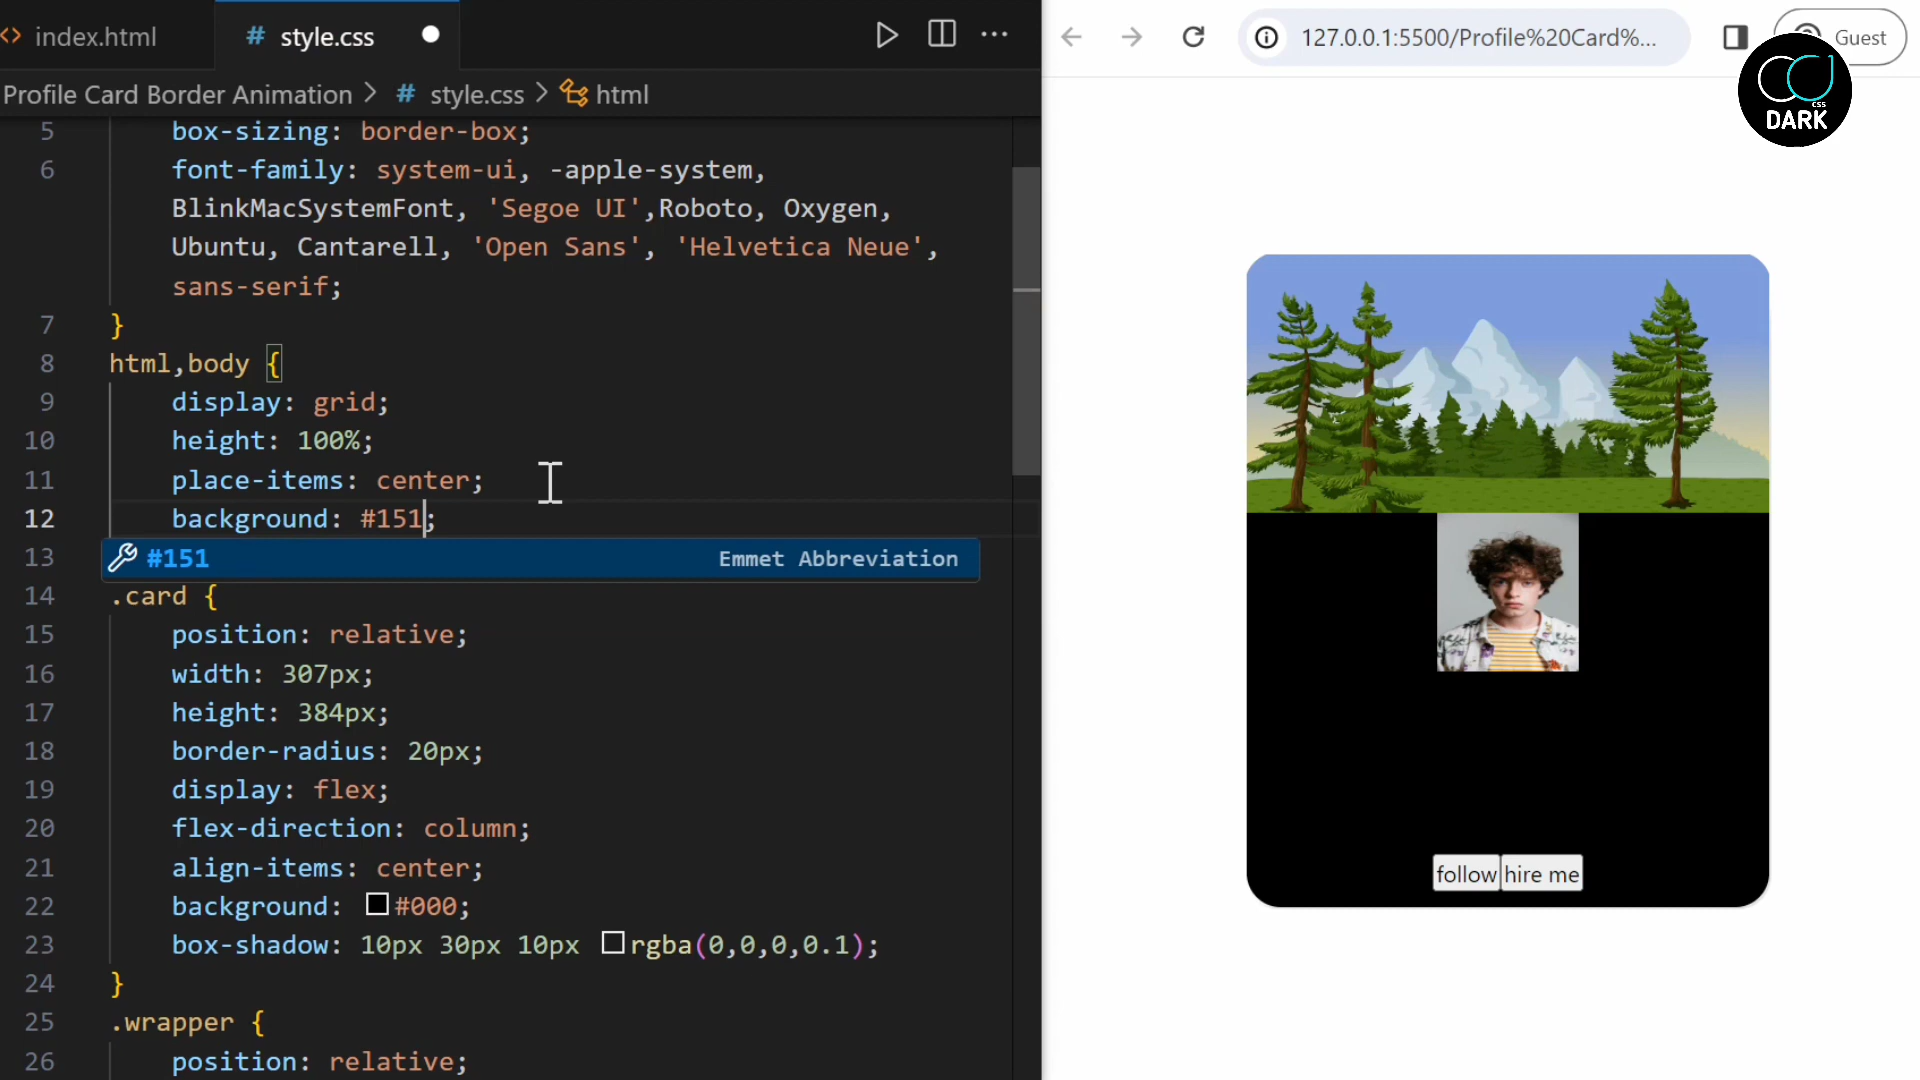 index.html
# style.css
Profile Card Border Animation > # style.css > html
5 box-sizing: border-box;
6 font-family: system-ui, -apple-system,
BlinkMacSystemFont, 'Segoe UI',Roboto, Oxygen,
Ubuntu, Cantarell, 'Open Sans', 'Helvetica Neue',
sans-serif;
7 }
8 html,body {
9 display: grid;
10 height: 100%;
11 place-items: center;
12 background: #151;
13
#151 Emmet Abbreviation
14 .card {
15 position: relative;
16 width: 307px;
17 height: 384px;
18 border-radius: 20px;
19 display: flex;
20 flex-direction: column;
21 align-items: center;
22 background: #000;
23 box-shadow: 10px 30px 10px rgba(0,0,0,0.1);
24 }
25 .wrapper {
26 position: relative;
127.0.0.1:5500/Profile%20Card%...
Guest
css
DARK
follow
hire me